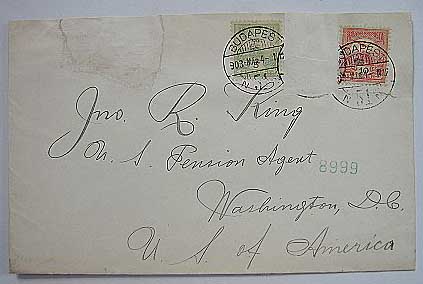 BUDAPEST
BUDAPEST
Jno. R. King
U. S. Pension Agent
8999
Washington, D.C.
U. S. of America